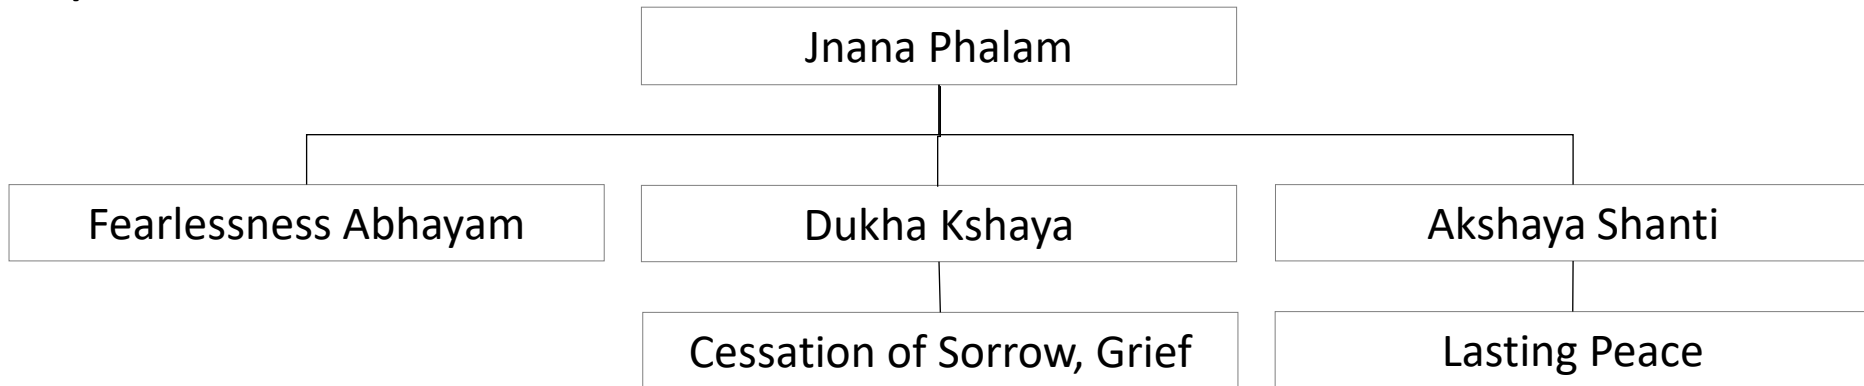 Jnana Phalam
Fearlessness Abhayam
Dukha Kshaya
Akshaya Shanti
Cessation of Sorrow, Grief
Lasting Peace